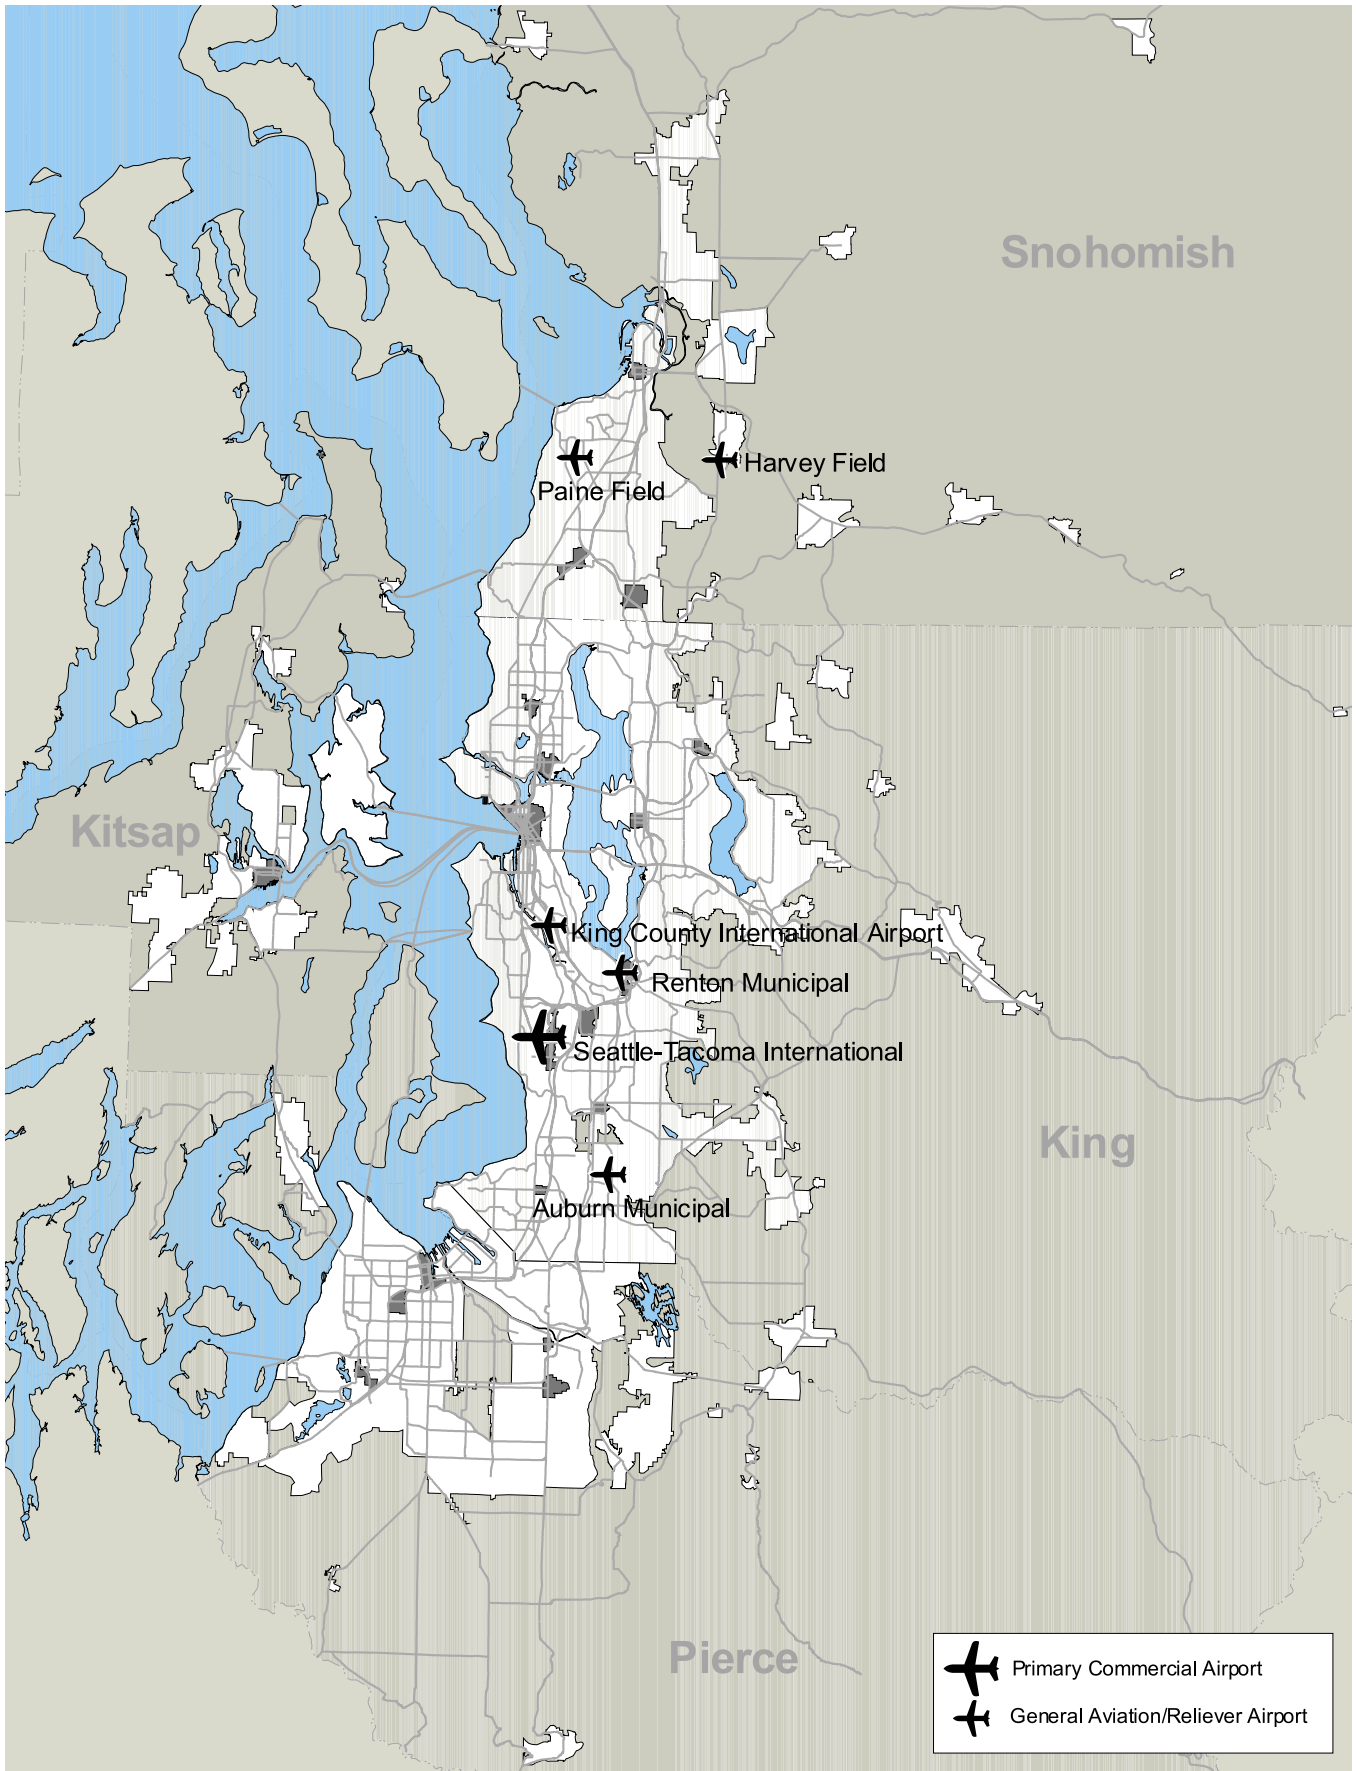 Snohomish
Harvey Field
Paine Field
Kitsap
King County International Airport
Renton Municipal
Seattle-Tacoma International
King
Auburn Municipal
Pierce
Primary Commercial Airport
General Aviation/Reliever Airport